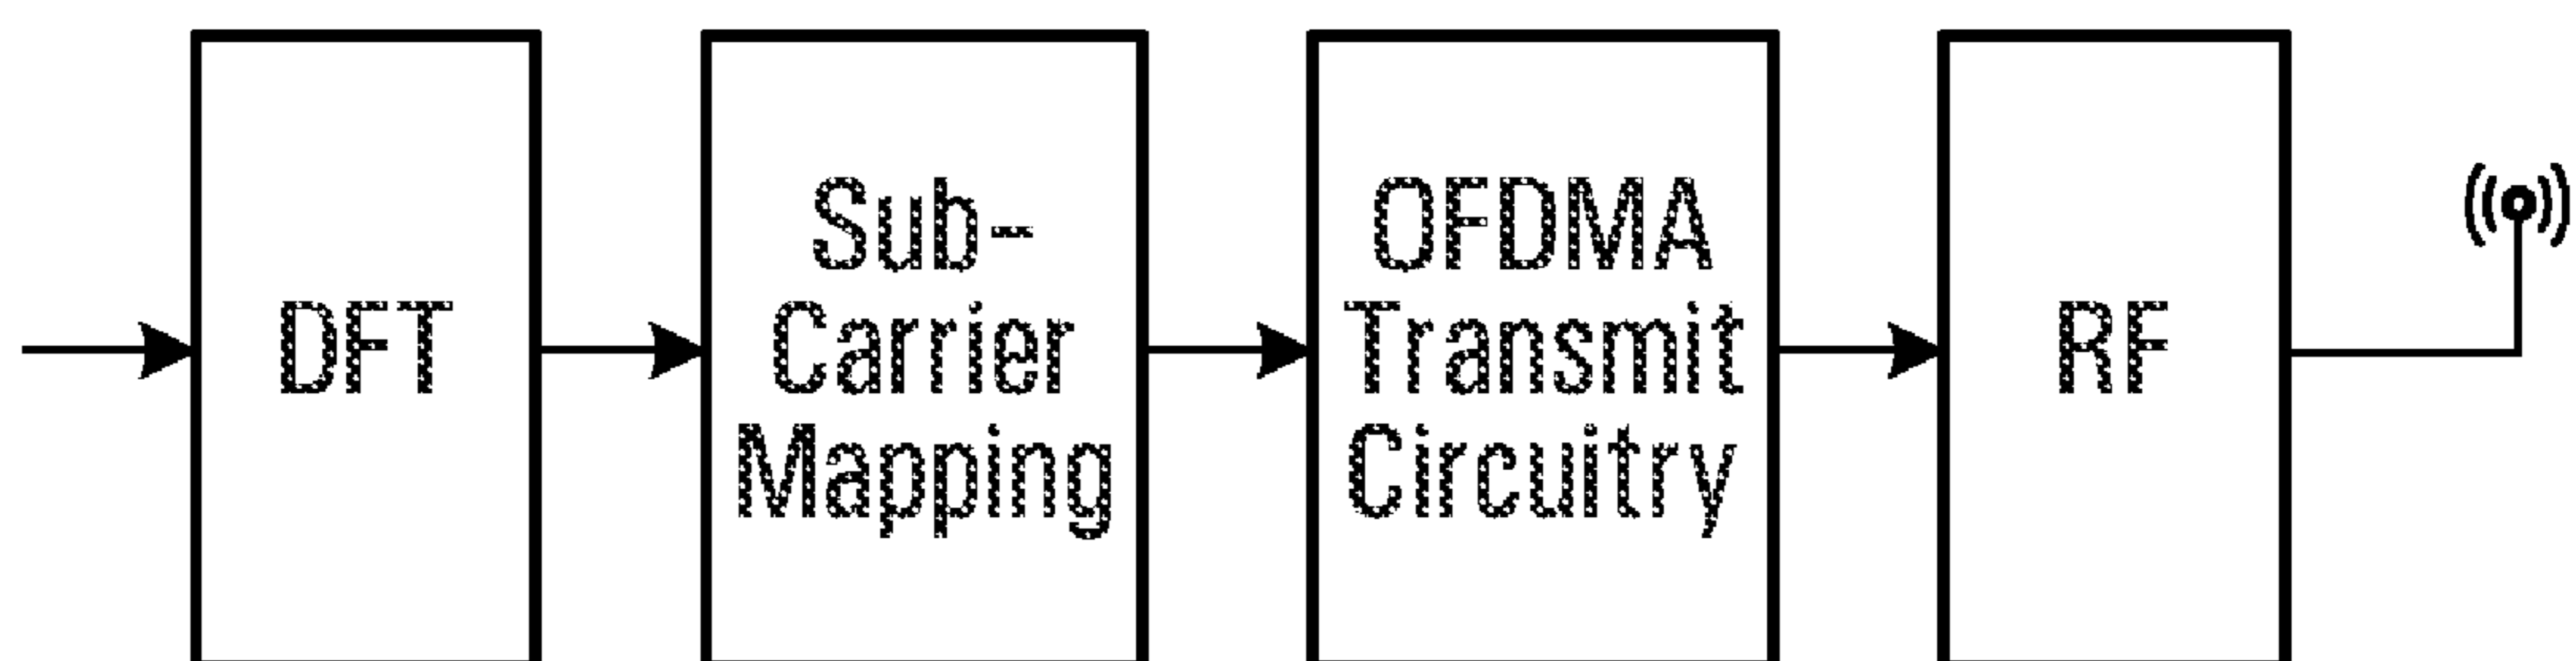 DFT
Sub-
Carrier
Mapping
OFDMA
Transmit
Circuitry
RF